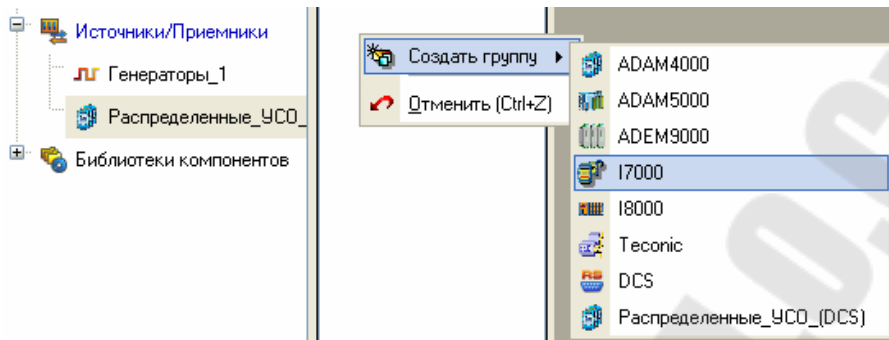 Источники/Приемники
Генераторы_1
Распределенные_УСО_
Библиотеки компонентов
Создать группу
Отменить (Ctrl+Z)
ADAM4000
ADAM5000
ADEM9000
I7000
I8000
Teconic
DCS
Распределенные_УСО_(DCS)